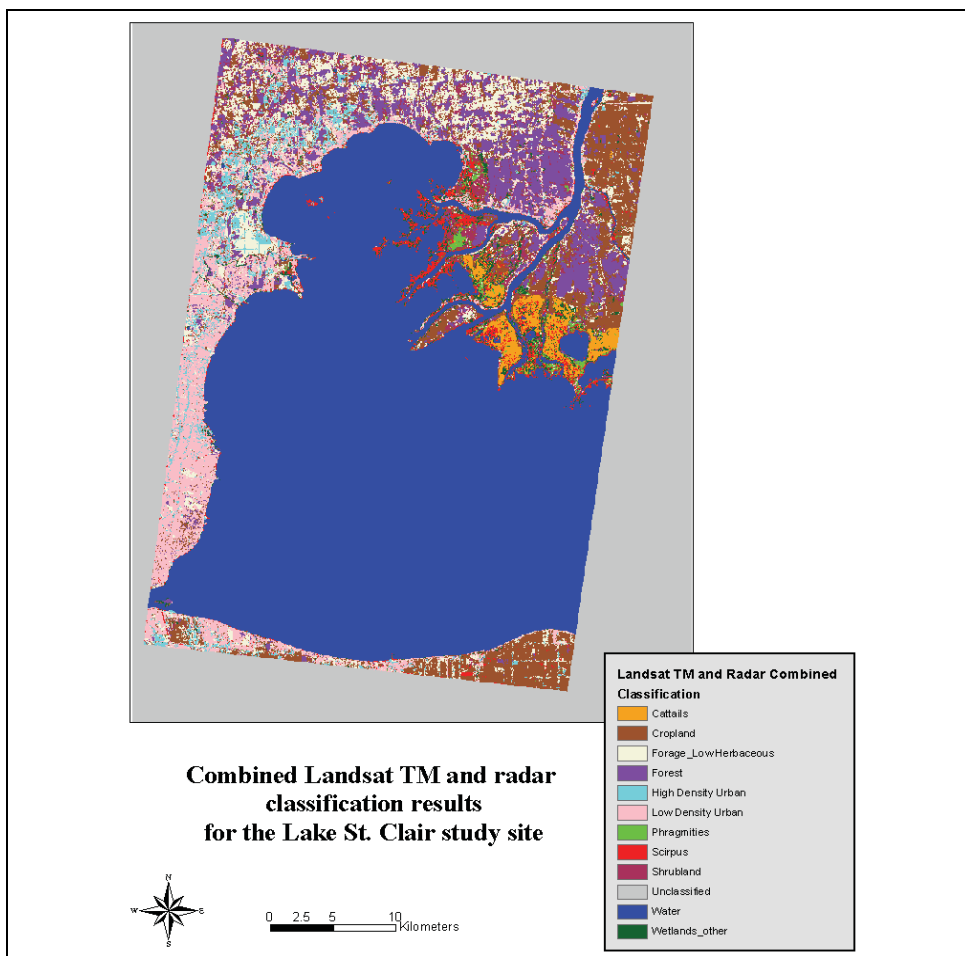 Landsat TM and Radar Combined
Classification
Cattails
Cropland
Forage_Low Herbaceous
Forest
High Density Urban
Low Density Urban
Phragmities
Scirpus
Shrubland
Unclassified
Water
Wetlands_other
Combined Landsat TM and radar
classification results
for the Lake St. Clair study site
N
W E
S
0 2.5 5 10
Kilometers